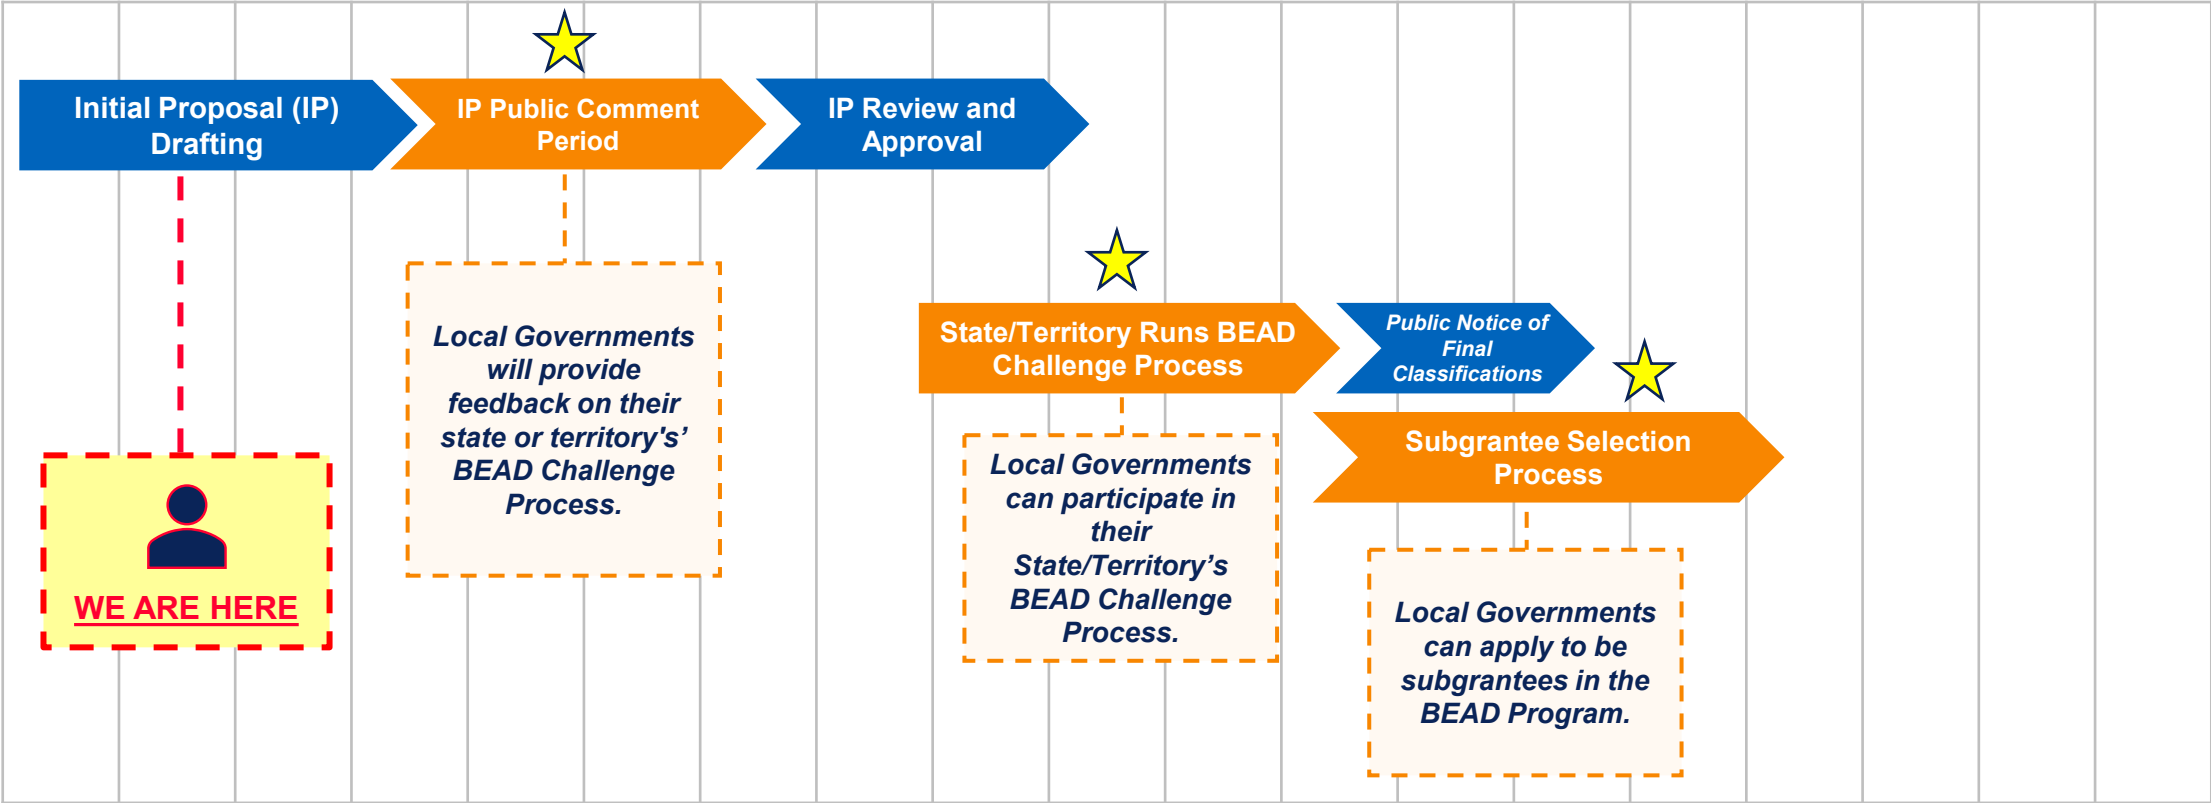 Initial Proposal (IP)
Drafting
IP Public Comment
Period
IP Review and
Approval
WE ARE HERE
Local Governments
will provide
feedback on their
state or territory's’
BEAD Challenge
Process.
State/Territory Runs BEAD
Challenge Process
Public Notice of
Final
Classifications
Local Governments
can participate in
their
State/Territory’s
BEAD Challenge
Process.
Subgrantee Selection
Process
Local Governments
can apply to be
subgrantees in the
BEAD Program.